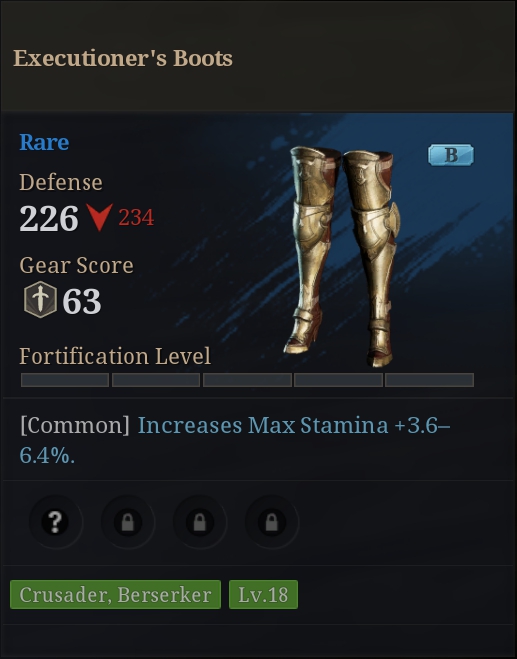 Executioner's Boots
Rare
B
Defense
226 234
Gear Score
63
Fortification Level
[Common] Increases Max Stamina +3.6–
6.4%.
?
Crusader, Berserker Lv.18